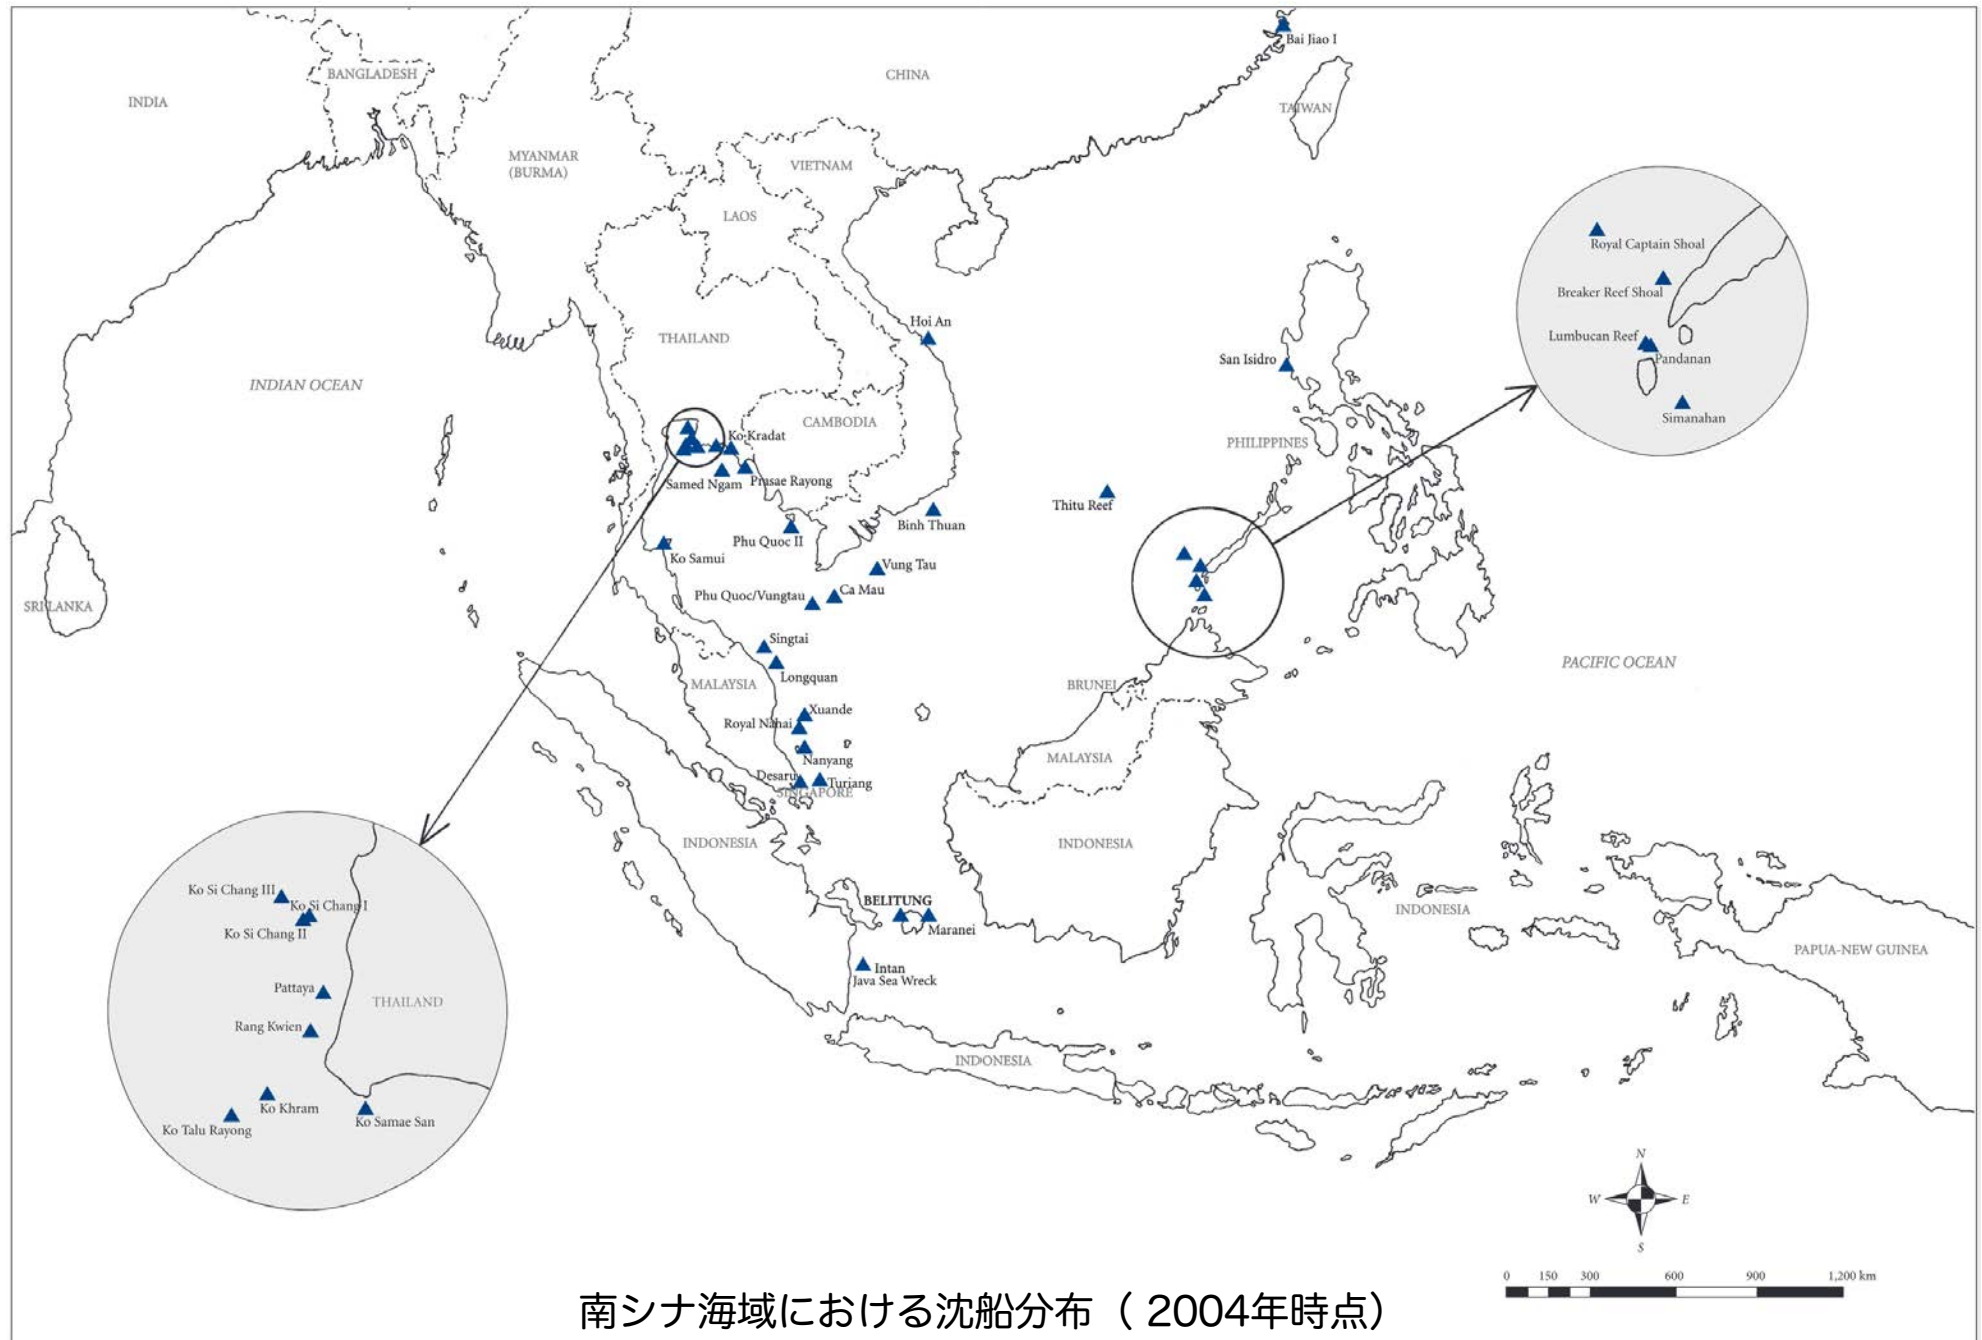 Bai Jiao I
CHINA
BANGLADESH
INDIA
TAIWAN
MYANMAR
(BURMA)
VIETNAM
LAOS
Royal Captain Shoal
Breaker Reef Shoal
Lumbucan Reef
Pandanan
Simanahan
Hoi An
THAILAND
San Isidro
INDIAN OCEAN
CAMBODIA
Ko Kradat
PHILIPPINES
Samed Ngam
Prasae Rayong
Thitu Reef
Binh Thuan
Phu Quoc II
Ko Samui
Vung Tau
Ca Mau
Phu Quoc/Vungtau
SRI LANKA
Singtai
Longquan
PACIFIC OCEAN
MALAYSIA
BRUNEI
Xuande
Royal Nanhai
Nanyang
MALAYSIA
Desaru
Turiang
SINGAPORE
INDONESIA
INDONESIA
Ko Si Chang III
Ko Si Chang I
Ko Si Chang II
BELITUNG
Maranei
INDONESIA
PAPUA-NEW GUINEA
Intan
Java Sea Wreck
Pattaya
THAILAND
Rang Kwien
INDONESIA
Ko Khram
Ko Talu Rayong
Ko Samae San
N
W
E
S
0 150 300 600 900 1,200 km
南シナ海域における沈船分布（ 2004年時点）